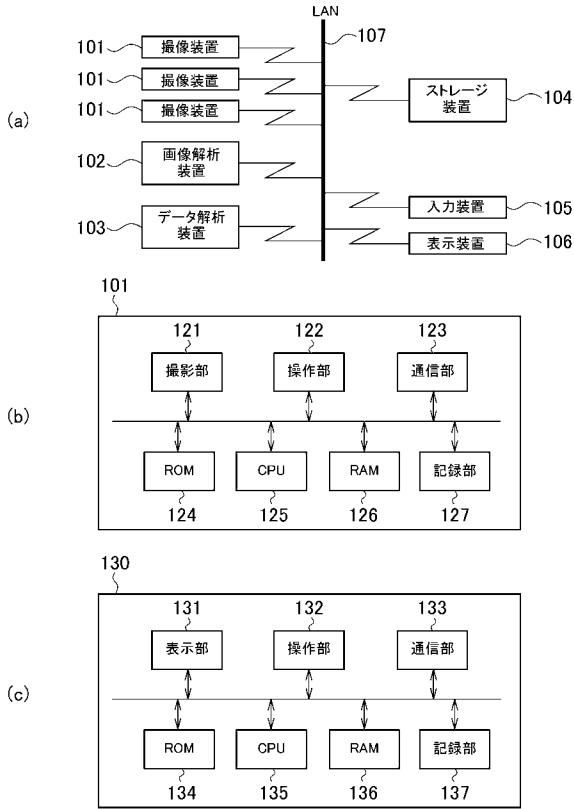 LAN
107
(a)
101 撮像装置
101 撮像装置
101 撮像装置
102 画像解析
装置
103 データ解析
装置
ストレージ
装置 104
入力装置 105
表示装置 106
(b)
101
121 122 123
撮影部 操作部 通信部
ROM CPU RAM 記録部
124 125 126 127
(c)
130
131 132 133
表示部 操作部 通信部
ROM CPU RAM 記録部
134 135 136 137